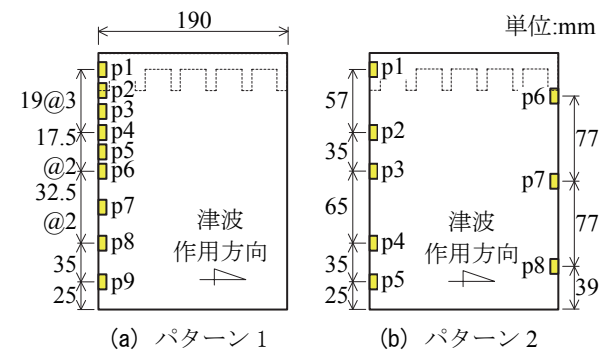 190
単位:mm
p1
p2
p3
p4
p5
p6
p7
p8
p9
19@3
17.5
@2
32.5
@2
35
25
津波
作用方向
(a) パターン 1
p1
p2
p3
p4
p5
p6
p7
p8
57
35
65
35
25
77
77
39
津波
作用方向
(b) パターン 2